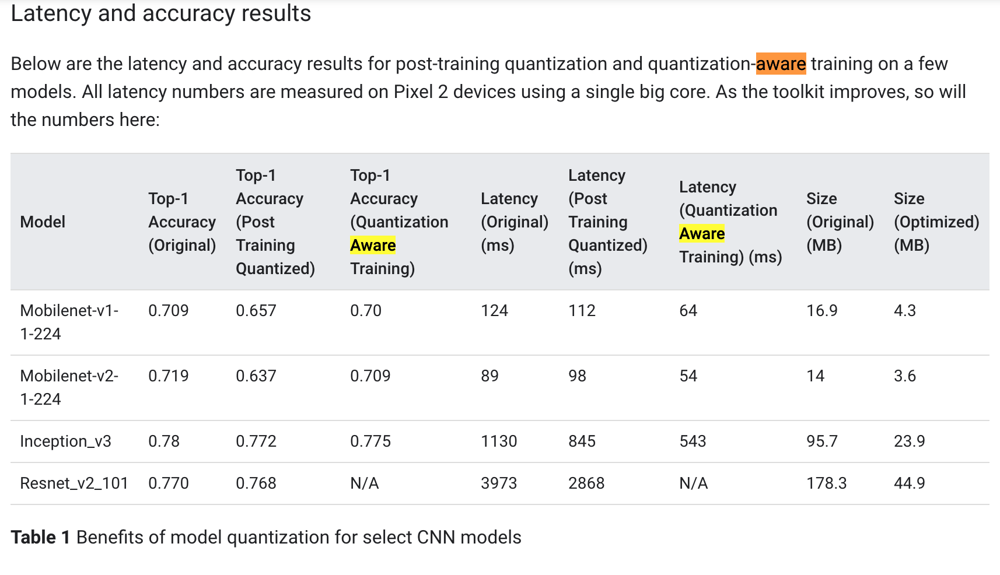 Latency and accuracy results
Below are the latency and accuracy results for post-training quantization and quantization-aware training on a few
models. All latency numbers are measured on Pixel 2 devices using a single big core. As the toolkit improves, so will
the numbers here:
Model
Top-1
Accuracy
(Original)
Top-1
Accuracy
(Post
Training
Quantized)
Top-1
Accuracy
(Quantization
Aware
Training)
Latency
(Original)
(ms)
Latency
(Post
Training
Quantized)
(ms)
Latency
(Quantization
Aware
Training) (ms)
Size
(Original)
(MB)
Size
(Optimized)
(MB)
Mobilenet-v1-
1-224
0.709
0.657
0.70
124
112
64
16.9
4.3
Mobilenet-v2-
1-224
0.719
0.637
0.709
89
98
54
14
3.6
Inception_v3
0.78
0.772
0.775
1130
845
543
95.7
23.9
Resnet_v2_101
0.770
0.768
N/A
3973
2868
N/A
178.3
44.9
Table 1 Benefits of model quantization for select CNN models